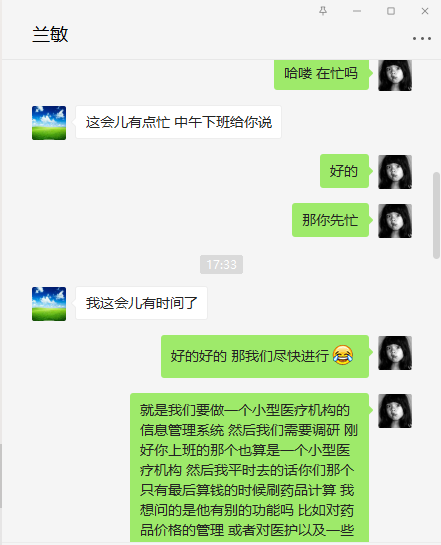 兰敏
哈喽 在忙吗
这会儿有点忙 中午下班给你说
好的
那你先忙
17:33
我这会儿有时间了
好的好的 那我们尽快进行😂
就是我们要做一个小型医疗机构的
信息管理系统 然后我们需要调研 刚
好你上班的那个也算是一个小型医
疗机构 然后我平时去的话你们那个
只有最后算钱的时候刷药品计算 我
想问的是他有别的功能吗 比如对药
品价格的管理 或者对医护以及一些